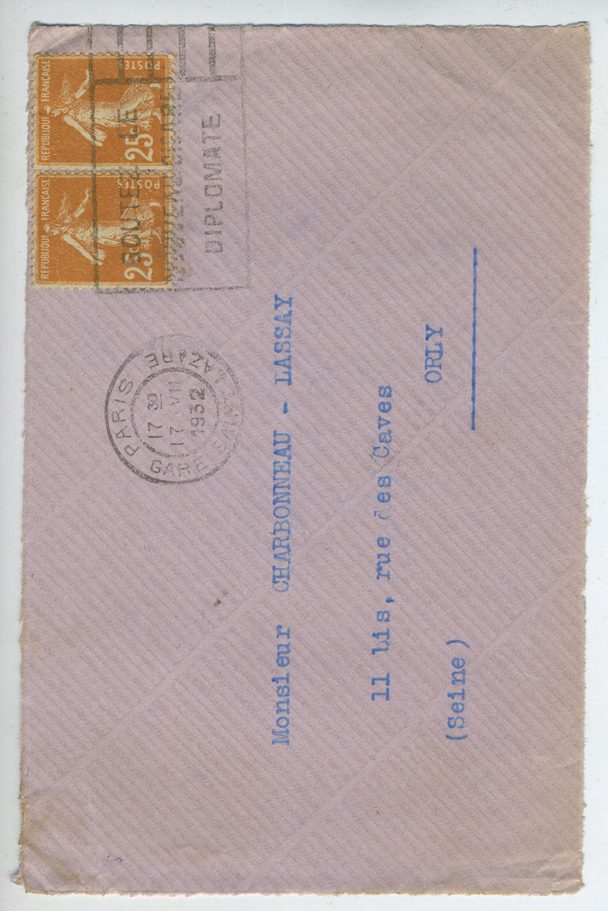 REPUBLIQUE FRANÇAISE
POSTES
25c
REPUBLIQUE FRANÇAISE
POSTES
25c
DIPLOMATE
PARIS GARE SAINT LAZARE
17 30
17 VII
1932
Monsieur CHARBONNEAU - LASSAY
11 bis, rue des Caves
ORLY
(Seine)